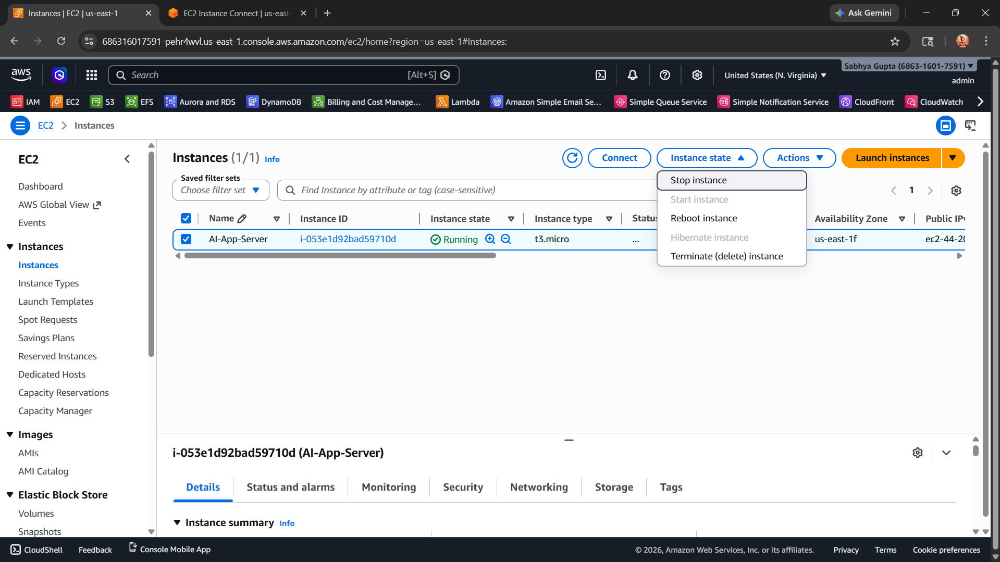 Instances | EC2 | us-east-1
EC2 Instance Connect | us-east-
Ask Gemini
686316017591-pehr4wvl.us-east-1.console.aws.amazon.com/ec2/home?region=us-east-1#Instances:
aws
Search
[Alt+S]
United States (N. Virginia)
Sabhya Gupta (6863-1601-7591)
admin
IAM
EC2
S3
EFS
Aurora and RDS
DynamoDB
Billing and Cost Manage...
Lambda
Amazon Simple Email Se...
Simple Queue Service
Simple Notification Service
CloudFront
CloudWatch
EC2
Instances
EC2
Dashboard
AWS Global View
Events
Instances
Instances
Instance Types
Launch Templates
Spot Requests
Savings Plans
Reserved Instances
Dedicated Hosts
Capacity Reservations
Capacity Manager
Images
AMIs
AMI Catalog
Elastic Block Store
Volumes
Snapshots
Instances (1/1) Info
Connect
Instance state
Actions
Launch instances
Saved filter sets
Choose filter set
Find Instance by attribute or tag (case-sensitive)
1
Stop instance
Start instance
Reboot instance
Hibernate instance
Terminate (delete) instance
Name
Instance ID
Instance state
Instance type
Status
Availability Zone
Public IPv
AI-App-Server
i-053e1d92bad59710d
Running
t3.micro
...
us-east-1f
ec2-44-20
i-053e1d92bad59710d (AI-App-Server)
Details
Status and alarms
Monitoring
Security
Networking
Storage
Tags
Instance summary Info
CloudShell
Feedback
Console Mobile App
© 2026, Amazon Web Services, Inc. or its affiliates.
Privacy
Terms
Cookie preferences